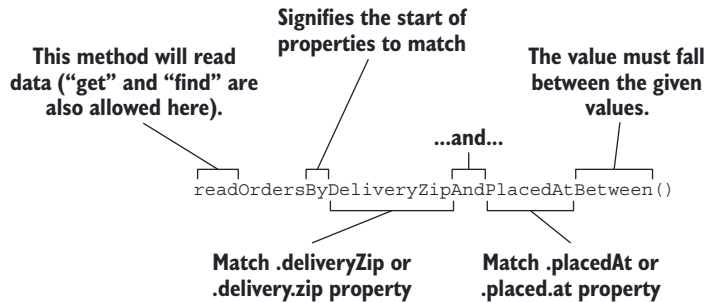 Signifies the start of
properties to match
This method will read
data (“get” and “find” are
also allowed here).
The value must fall
between the given
values.
...and...
readOrdersByDeliveryZipAndPlacedAtBetween()
Match .deliveryZip or
.delivery.zip property
Match .placedAt or
.placed.at property